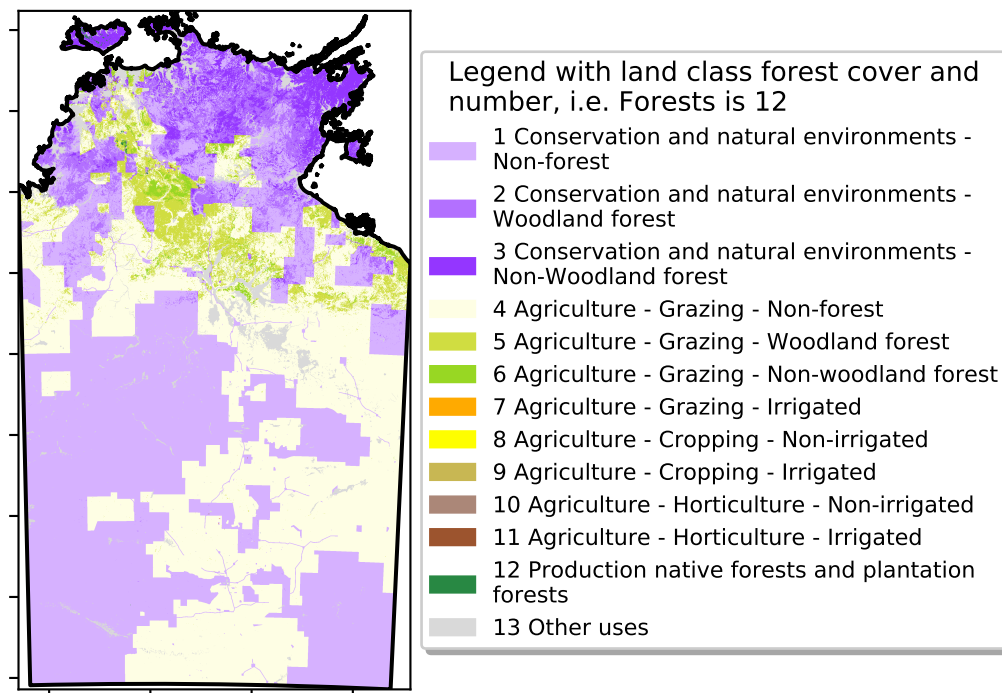 Legend with land class forest cover and
number, i.e. Forests is 12
1 Conservation and natural environments -
Non-forest
2 Conservation and natural environments -
Woodland forest
3 Conservation and natural environments -
Non-Woodland forest
4 Agriculture - Grazing - Non-forest
5 Agriculture - Grazing - Woodland forest
6 Agriculture - Grazing - Non-woodland forest
7 Agriculture - Grazing - Irrigated
8 Agriculture - Cropping - Non-irrigated
9 Agriculture - Cropping - Irrigated
10 Agriculture - Horticulture - Non-irrigated
11 Agriculture - Horticulture - Irrigated
12 Production native forests and plantation
forests
13 Other uses